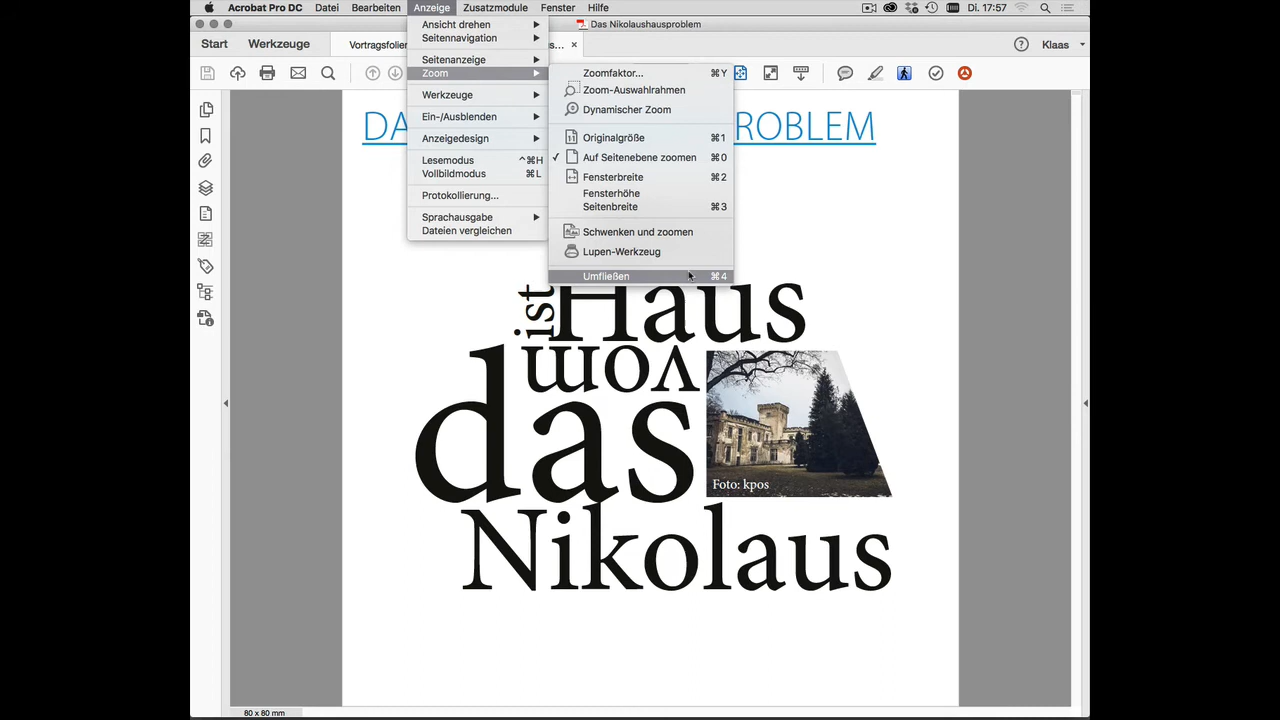 Acrobat Pro DC Datei Bearbeiten Anzeige Zusatzmodule Fenster Hilfe Di. 17:57
Das Nikolaushausproblem
Start Werkzeuge Vortragsfolien s... × Klaas
Ansicht drehen
Seitennavigation
Seitenanzeige
Zoom
Werkzeuge
Ein-/Ausblenden
Anzeigedesign
Lesemodus ^⌘H
Vollbildmodus ⌘L
Protokollierung...
Sprachausgabe
Dateien vergleichen
Zoomfaktor... ⌘Y
Zoom-Auswahlrahmen
Dynamischer Zoom
Originalgröße ⌘1
✓ Auf Seitenebene zoomen ⌘0
Fensterbreite ⌘2
Fensterhöhe
Seitenbreite ⌘3
Schwenken und zoomen
Lupen-Werkzeug
Umfließen ⌘4
DA ROBLEM
ist Haus
vom
das
Foto: kpos
Nikolaus
80 x 80 mm